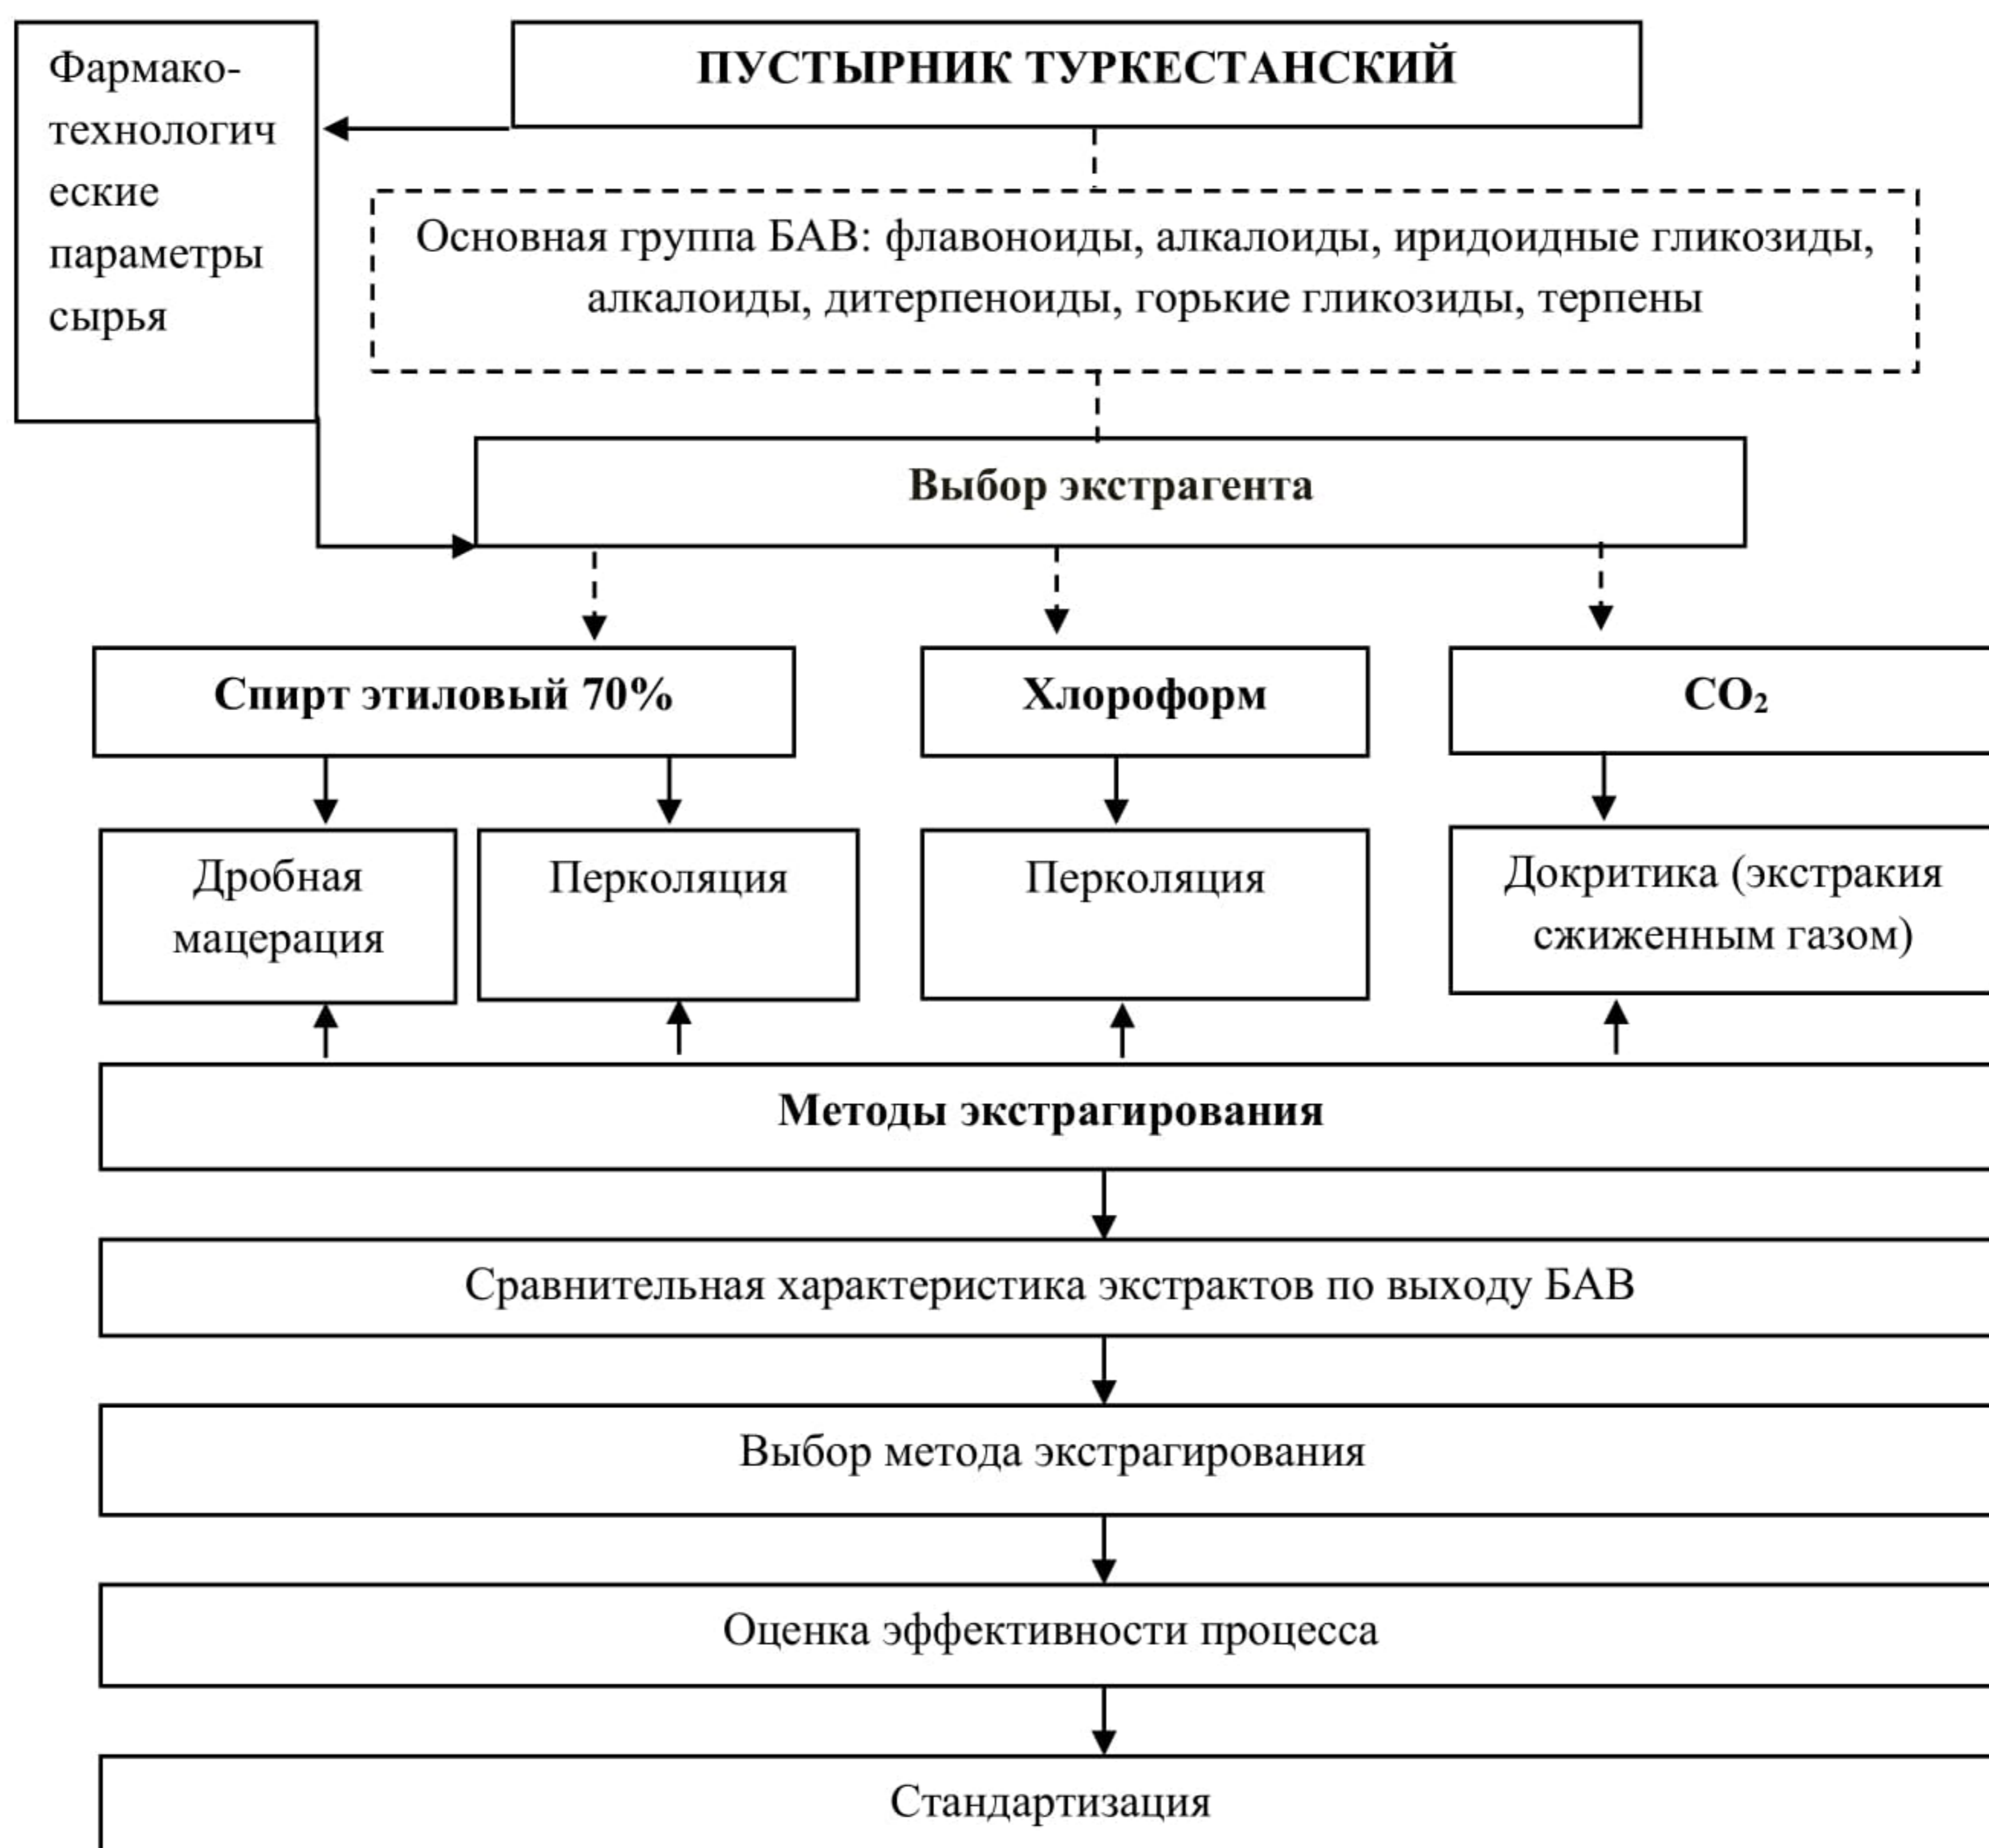 Фармако-
технологич
еские
параметры
сырья
ПУСТЫРНИК ТУРКЕСТАНСКИЙ
Основная группа БАВ: флавоноиды, алкалоиды, иридоидные гликозиды,
алкалоиды, дитерпеноиды, горькие гликозиды, терпены
Выбор экстрагента
Спирт этиловый 70%
Хлороформ
CO₂
Дробная
мацерация
Перколяция
Перколяция
Докритика (экстракия
сжиженным газом)
Методы экстрагирования
Сравнительная характеристика экстрактов по выходу БАВ
Выбор метода экстрагирования
Оценка эффективности процесса
Стандартизация